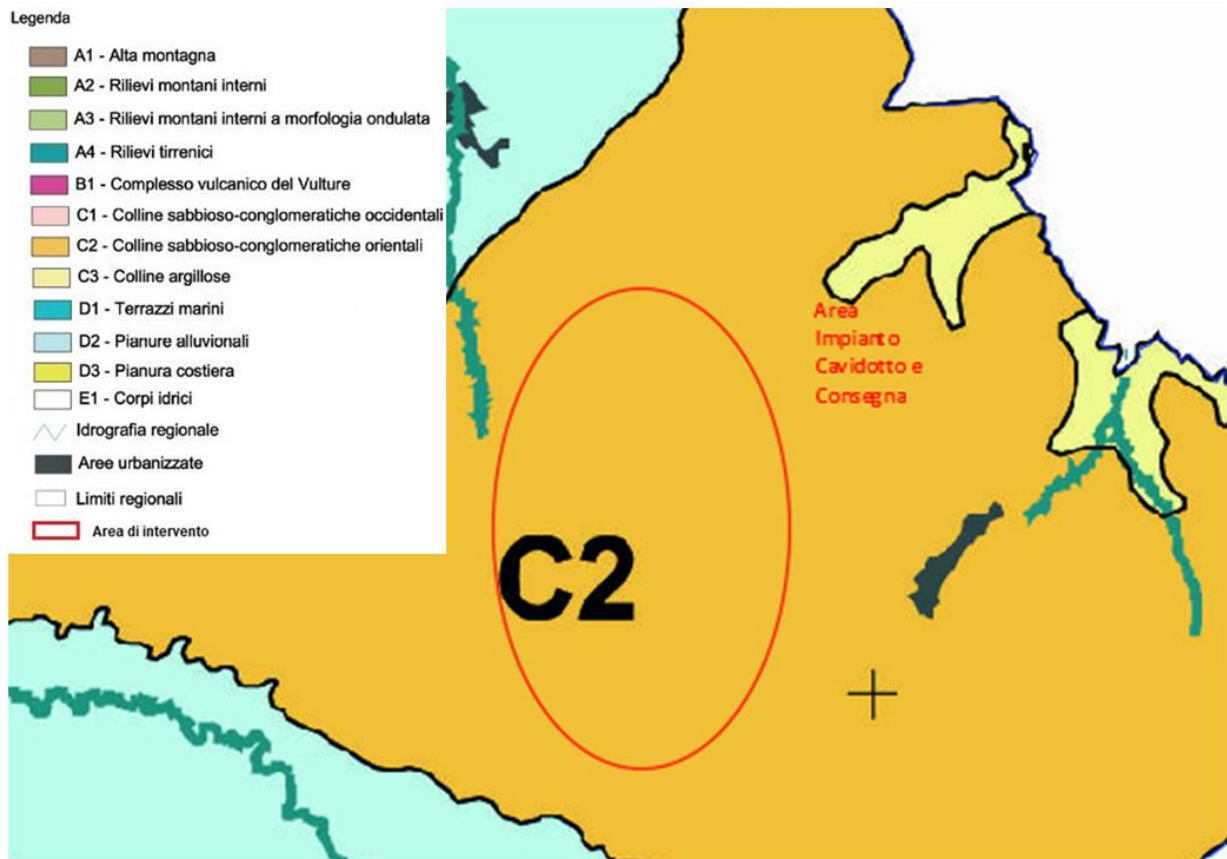 Legenda
A1 - Alta montagna
A2 - Rilievi montani interni
A3 - Rilievi montani interni a morfologia ondulata
A4 - Rilievi tirrenici
B1 - Complesso vulcanico del Vulture
C1 - Colline sabbioso-conglomeratiche occidentali
C2 - Colline sabbioso-conglomeratiche orientali
C3 - Colline argillose
D1 - Terrazzi marini
D2 - Pianure alluvionali
D3 - Pianura costiera
E1 - Corpi idrici
Idrografia regionale
Aree urbanizzate
Limiti regionali
Area di intervento
Area
Impianto
Cavidotto e
Consegna
C2